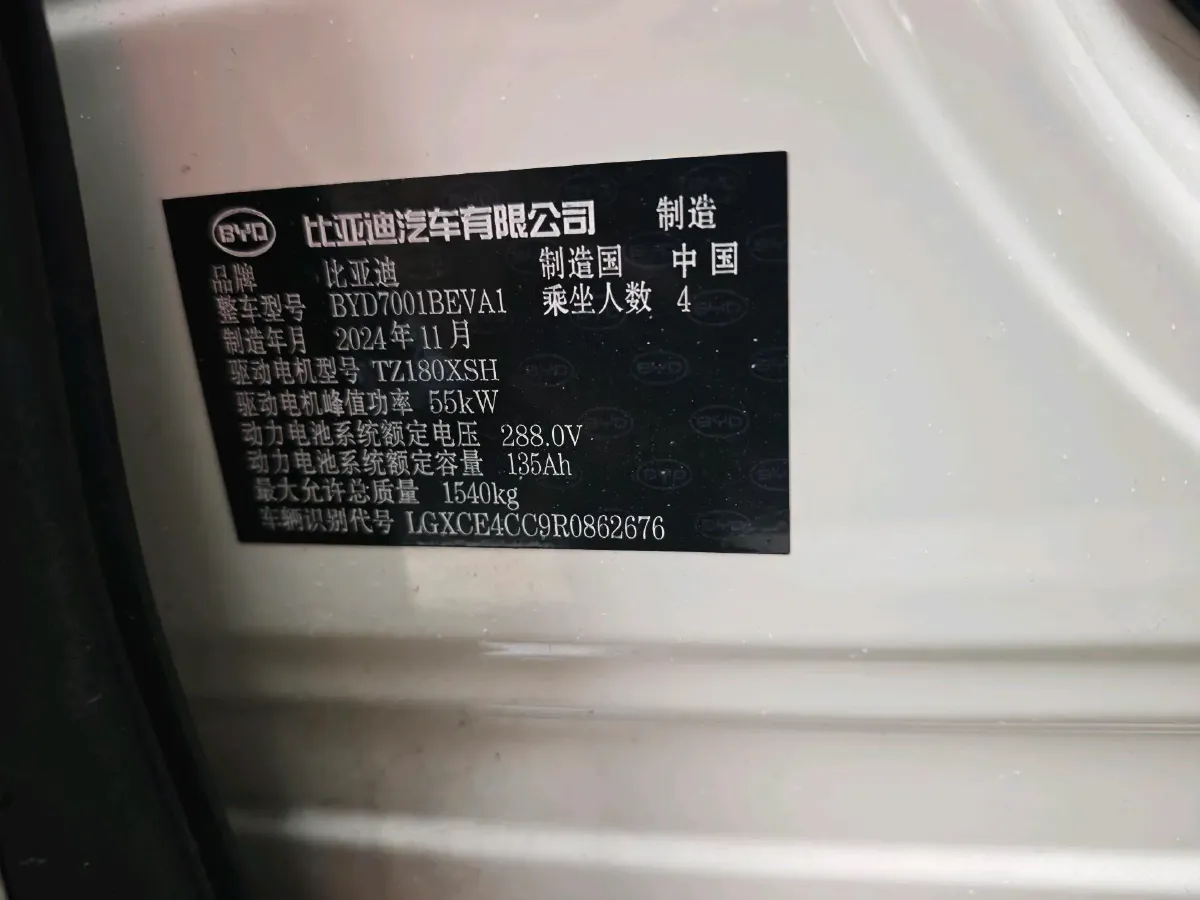 BYD 比亚迪汽车有限公司 制造
品牌 比亚迪 制造国 中国
整车型号 BYD7001BEVA1 乘坐人数 4
制造年月 2024年11月
驱动电机型号 TZ180XSH
驱动电机峰值功率 55kW
动力电池系统额定电压 288.0V
动力电池系统额定容量 135Ah
最大允许总质量 1540kg
车辆识别代号 LGXCE4CC9R0862676